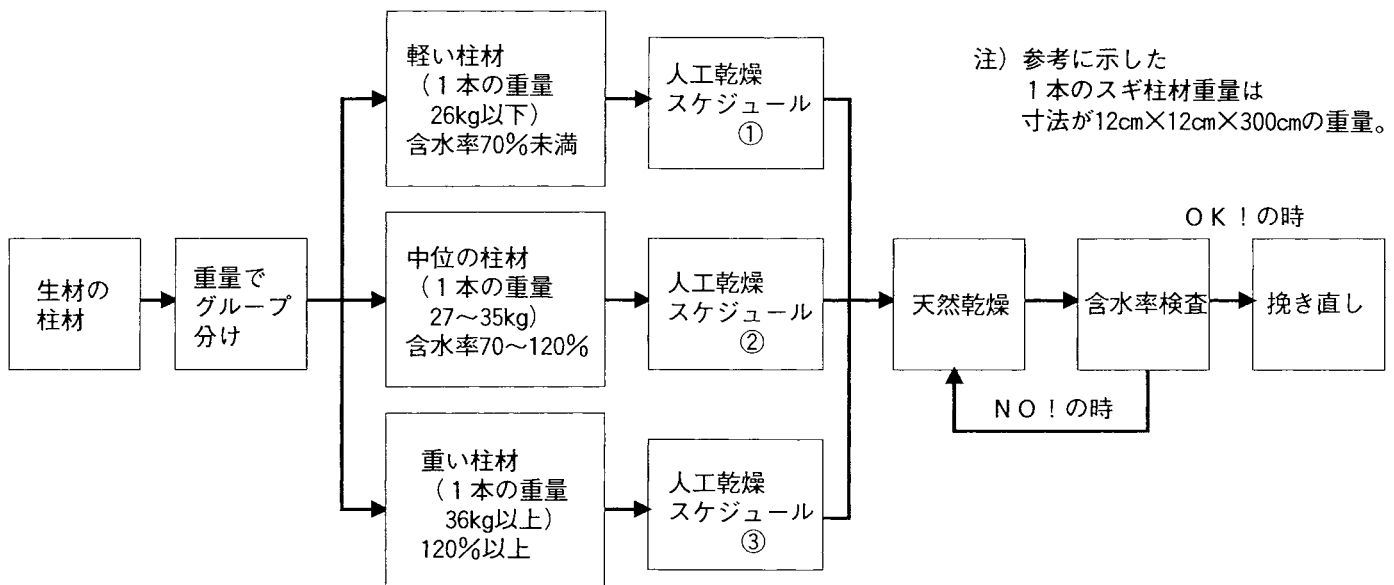 生材の
柱材
重量で
グループ
分け
軽い柱材
(1本の重量
26kg以下)
含水率70%未満
人工乾燥
スケジュール
①
中位の柱材
(1本の重量
27～35kg)
含水率70～120%
人工乾燥
スケジュール
②
重い柱材
(1本の重量
36kg以上)
120%以上
人工乾燥
スケジュール
③
注)参考に示した
1本のスギ柱材重量は
寸法が12cm×12cm×300cmの重量。
天然乾燥
含水率検査
OK!の時
挽き直し
NO!の時